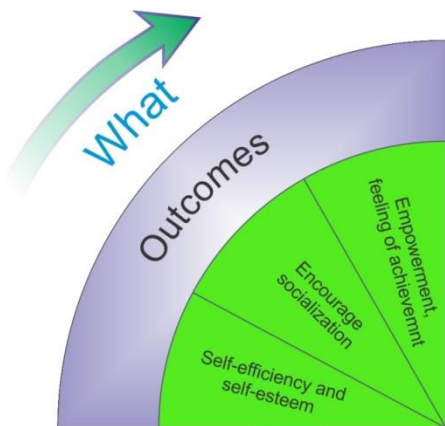 What
Outcomes
Empowerment,
feeling of achievemnt
Encourage
socialization
Self-efficiency and
self-esteem